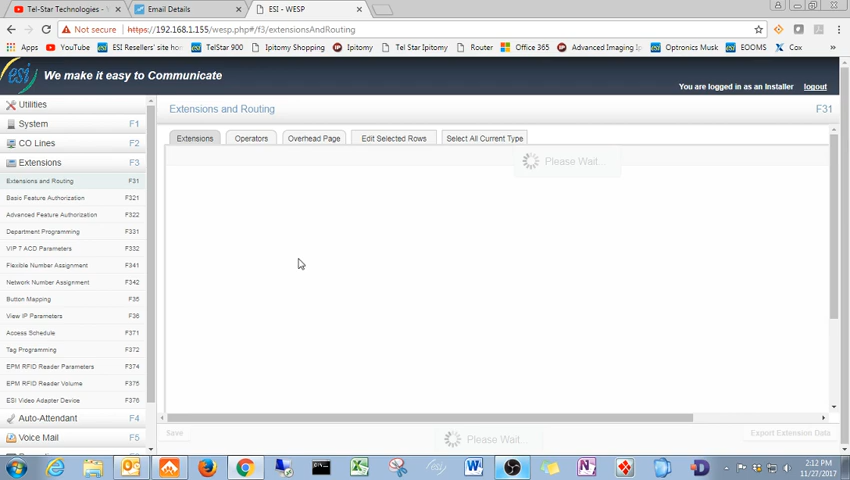 Tel-Star Technologies -
Email Details
ESI - WESP
Not secure
https://192.168.1.155/wesp.php#/f3/extensionsAndRouting
Apps
YouTube
ESI Resellers' site hom
TelStar 900
Ipitomy Shopping
Ipitomy
Tel Star Ipitomy
Router
Office 365
Advanced Imaging Ip
Optronics Musk
EOOMS
Cox
esi
We make it easy to Communicate
You are logged in as an Installer
logout
Utilities
System F1
CO Lines F2
Extensions F3
Extensions and Routing F31
Basic Feature Authorization F321
Advanced Feature Authorization F322
Department Programming F331
VIP 7 ACD Parameters F332
Flexible Number Assignment F341
Network Number Assignment F342
Button Mapping F35
View IP Parameters F36
Access Schedule F371
Tag Programming F372
EPM RFID Reader Parameters F374
EPM RFID Reader Volume F375
ESI Video Adapter Device F376
Auto-Attendant F4
Voice Mail F5
Extensions and Routing
F31
Extensions
Operators
Overhead Page
Edit Selected Rows
Select All Current Type
Please Wait...
Save
Please Wait...
Export Extension Data
2:12 PM
11/27/2017